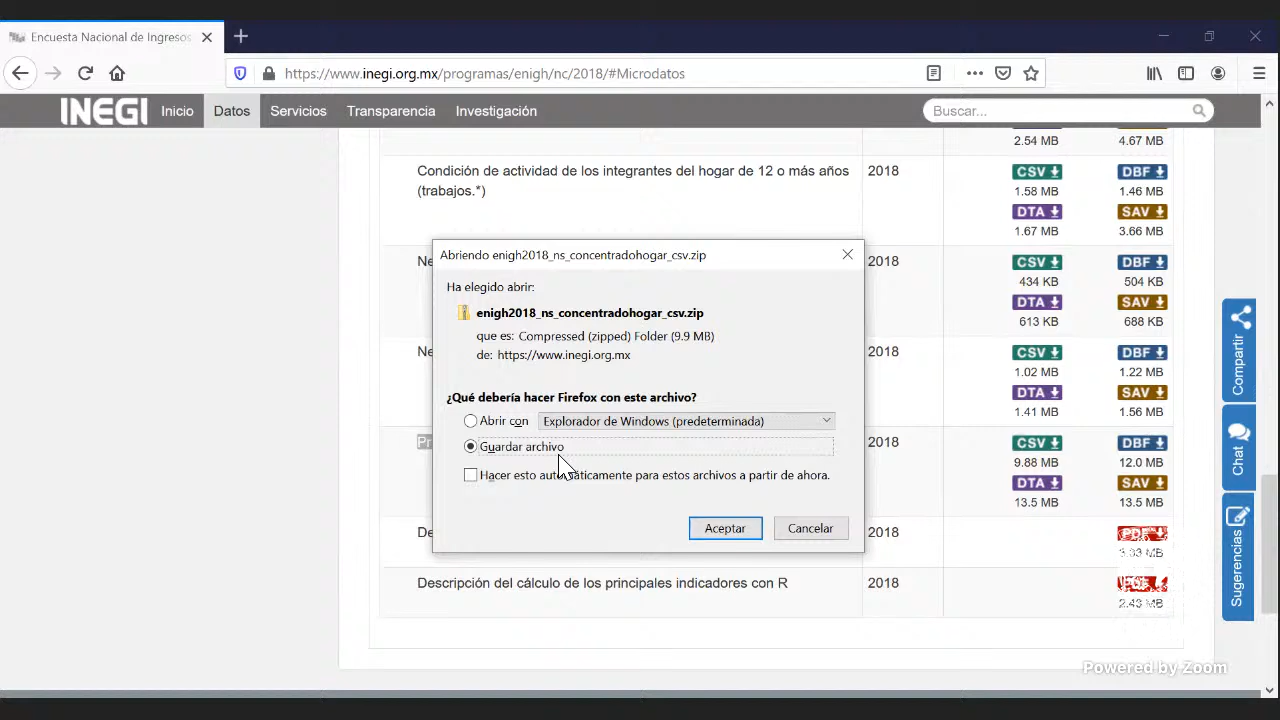 Encuesta Nacional de Ingresos
https://www.inegi.org.mx/programas/enigh/nc/2018/#Microdatos
INEGI Inicio Datos Servicios Transparencia Investigación Buscar...
2.54 MB 4.67 MB
Condición de actividad de los integrantes del hogar de 12 o más años 2018 CSV DBF
(trabajos.*)
1.58 MB 1.46 MB
DTA SAV
1.67 MB 3.66 MB
Ne 2018 CSV DBF
434 KB 504 KB
DTA SAV
613 KB 688 KB
Ne 2018 CSV DBF
1.02 MB 1.22 MB
DTA SAV
1.41 MB 1.56 MB
Pr 2018 CSV DBF
9.88 MB 12.0 MB
DTA SAV
13.5 MB 13.5 MB
De 2018 PDF
Descripción del cálculo de los principales indicadores con R 2018 PDF
2.43 MB
Abriendo enigh2018_ns_concentradohogar_csv.zip
Ha elegido abrir:
enigh2018_ns_concentradohogar_csv.zip
que es: Compressed (zipped) Folder (9.9 MB)
de: https://www.inegi.org.mx
¿Qué debería hacer Firefox con este archivo?
Abrir con Explorador de Windows (predeterminada)
Guardar archivo
Hacer esto automáticamente para estos archivos a partir de ahora.
Aceptar Cancelar
Compartir
Chat
Sugerencias
Powered by Zoom